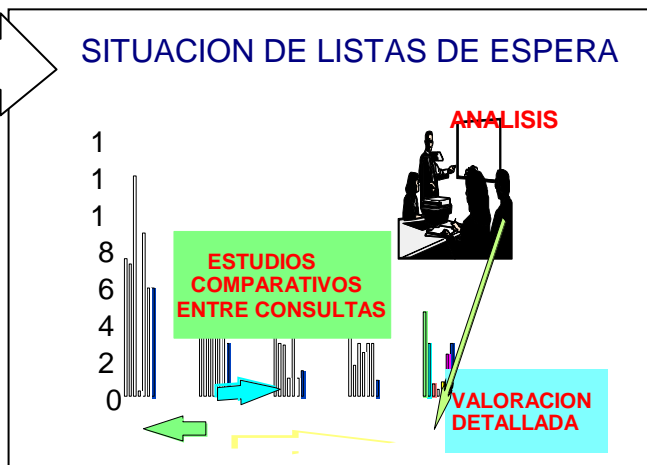 SITUACION DE LISTAS DE ESPERA
ANALISIS
1
1
1
8
6
4
2
0
ESTUDIOS
COMPARATIVOS
ENTRE CONSULTAS
VALORACION
DETALLADA